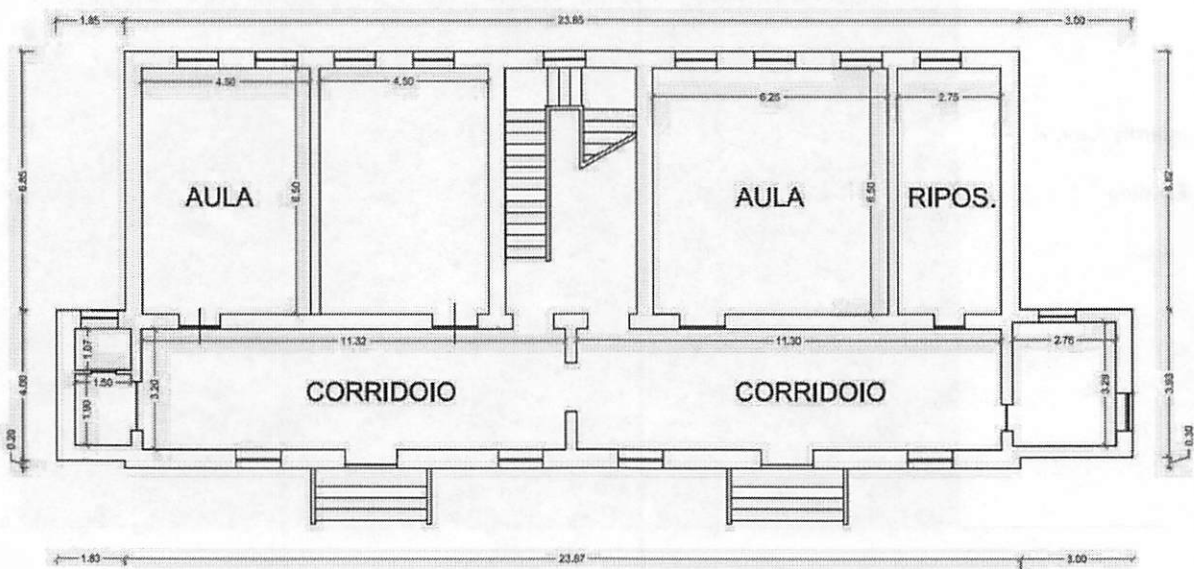 1.85 23.85 3.00
4.50 4.50 6.25 2.75
6.85 6.50 6.50 6.82
AULA AULA RIPOS.
11.32 11.30 2.76
1.07
1.50
CORRIDOIO CORRIDOIO
4.00 1.90 3.20 3.20 3.93
0.20 0.30
1.83 23.87 3.00